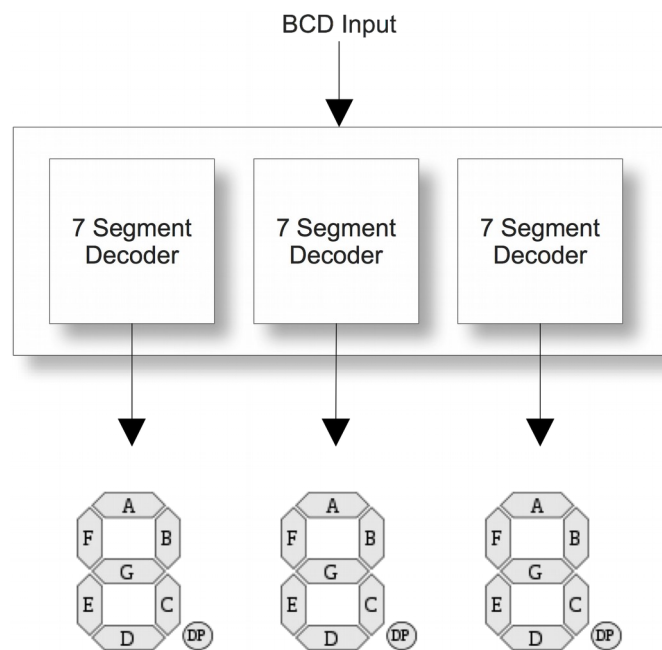 BCD Input
7 Segment
Decoder
7 Segment
Decoder
7 Segment
Decoder
A
F
B
G
E
C
D
DP
A
F
B
G
E
C
D
DP
A
F
B
G
E
C
D
DP